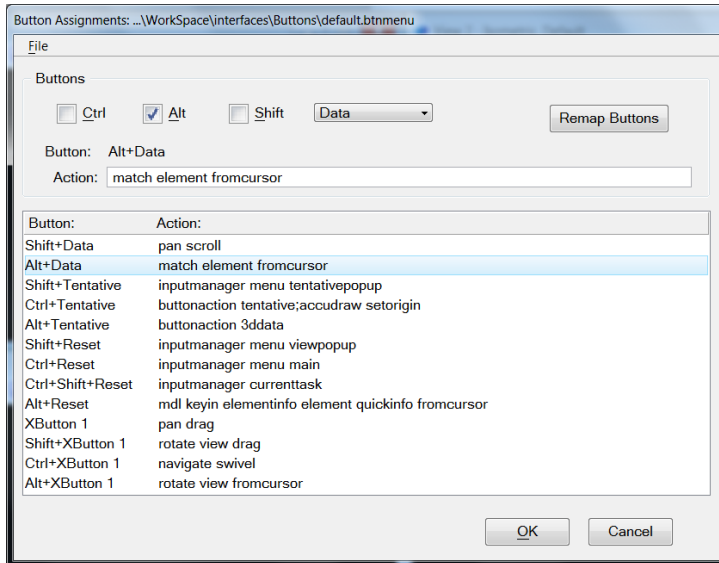 Button Assignments: ...\WorkSpace\interfaces\Buttons\default.btnmenu
File
Buttons
Ctrl Alt Shift Data Remap Buttons
Button: Alt+Data
Action: match element fromcursor
Button: Action:
Shift+Data pan scroll
Alt+Data match element fromcursor
Shift+Tentative inputmanager menu tentativepopup
Ctrl+Tentative buttonaction tentative;accudraw setorigin
Alt+Tentative buttonaction 3ddata
Shift+Reset inputmanager menu viewpopup
Ctrl+Reset inputmanager menu main
Ctrl+Shift+Reset inputmanager currenttask
Alt+Reset mdl keyin elementinfo element quickinfo fromcursor
XButton 1 pan drag
Shift+XButton 1 rotate view drag
Ctrl+XButton 1 navigate swivel
Alt+XButton 1 rotate view fromcursor
OK Cancel